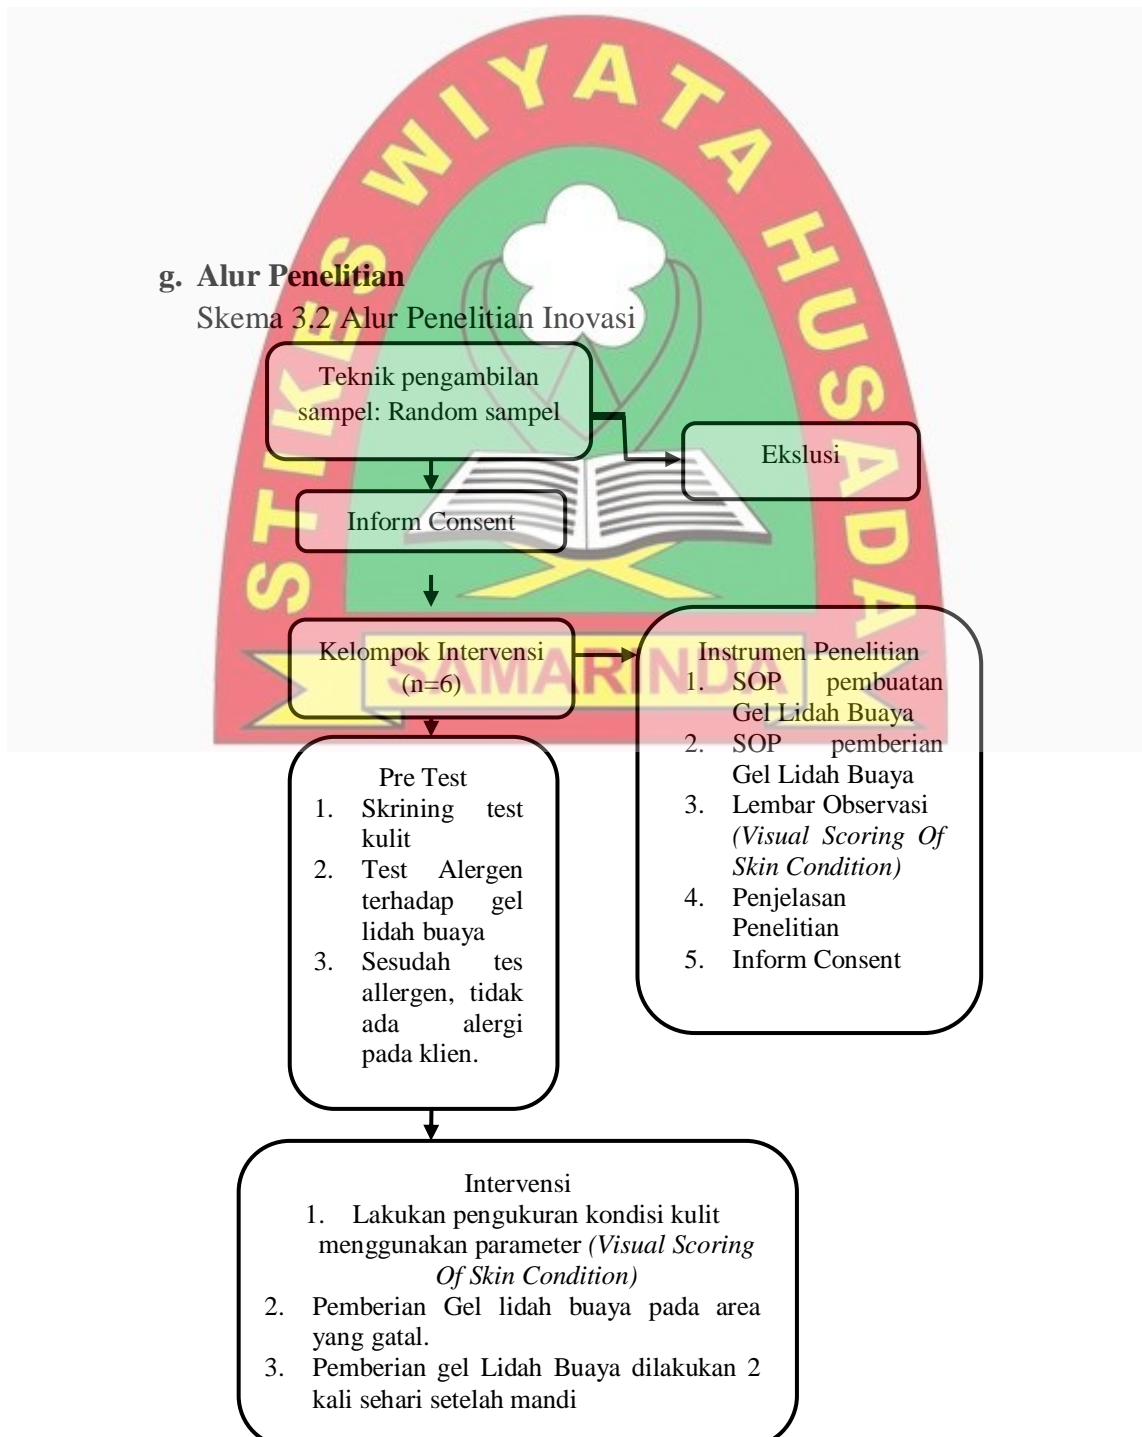 STIKES WIYATA HUSADA
SAMARINDA
g. Alur Penelitian
Skema 3.2 Alur Penelitian Inovasi
Teknik pengambilan
sampel: Random sampel
Ekslusi
Inform Consent
Kelompok Intervensi
(n=6)
Instrumen Penelitian
1. SOP pembuatan
Gel Lidah Buaya
2. SOP pemberian
Gel Lidah Buaya
3. Lembar Observasi
(Visual Scoring Of
Skin Condition)
4. Penjelasan
Penelitian
5. Inform Consent
Pre Test
1. Skrining test
kulit
2. Test Alergen
terhadap gel
lidah buaya
3. Sesudah tes
allergen, tidak
ada alergi
pada klien.
Intervensi
1. Lakukan pengukuran kondisi kulit
menggunakan parameter (Visual Scoring
Of Skin Condition)
2. Pemberian Gel lidah buaya pada area
yang gatal.
3. Pemberian gel Lidah Buaya dilakukan 2
kali sehari setelah mandi